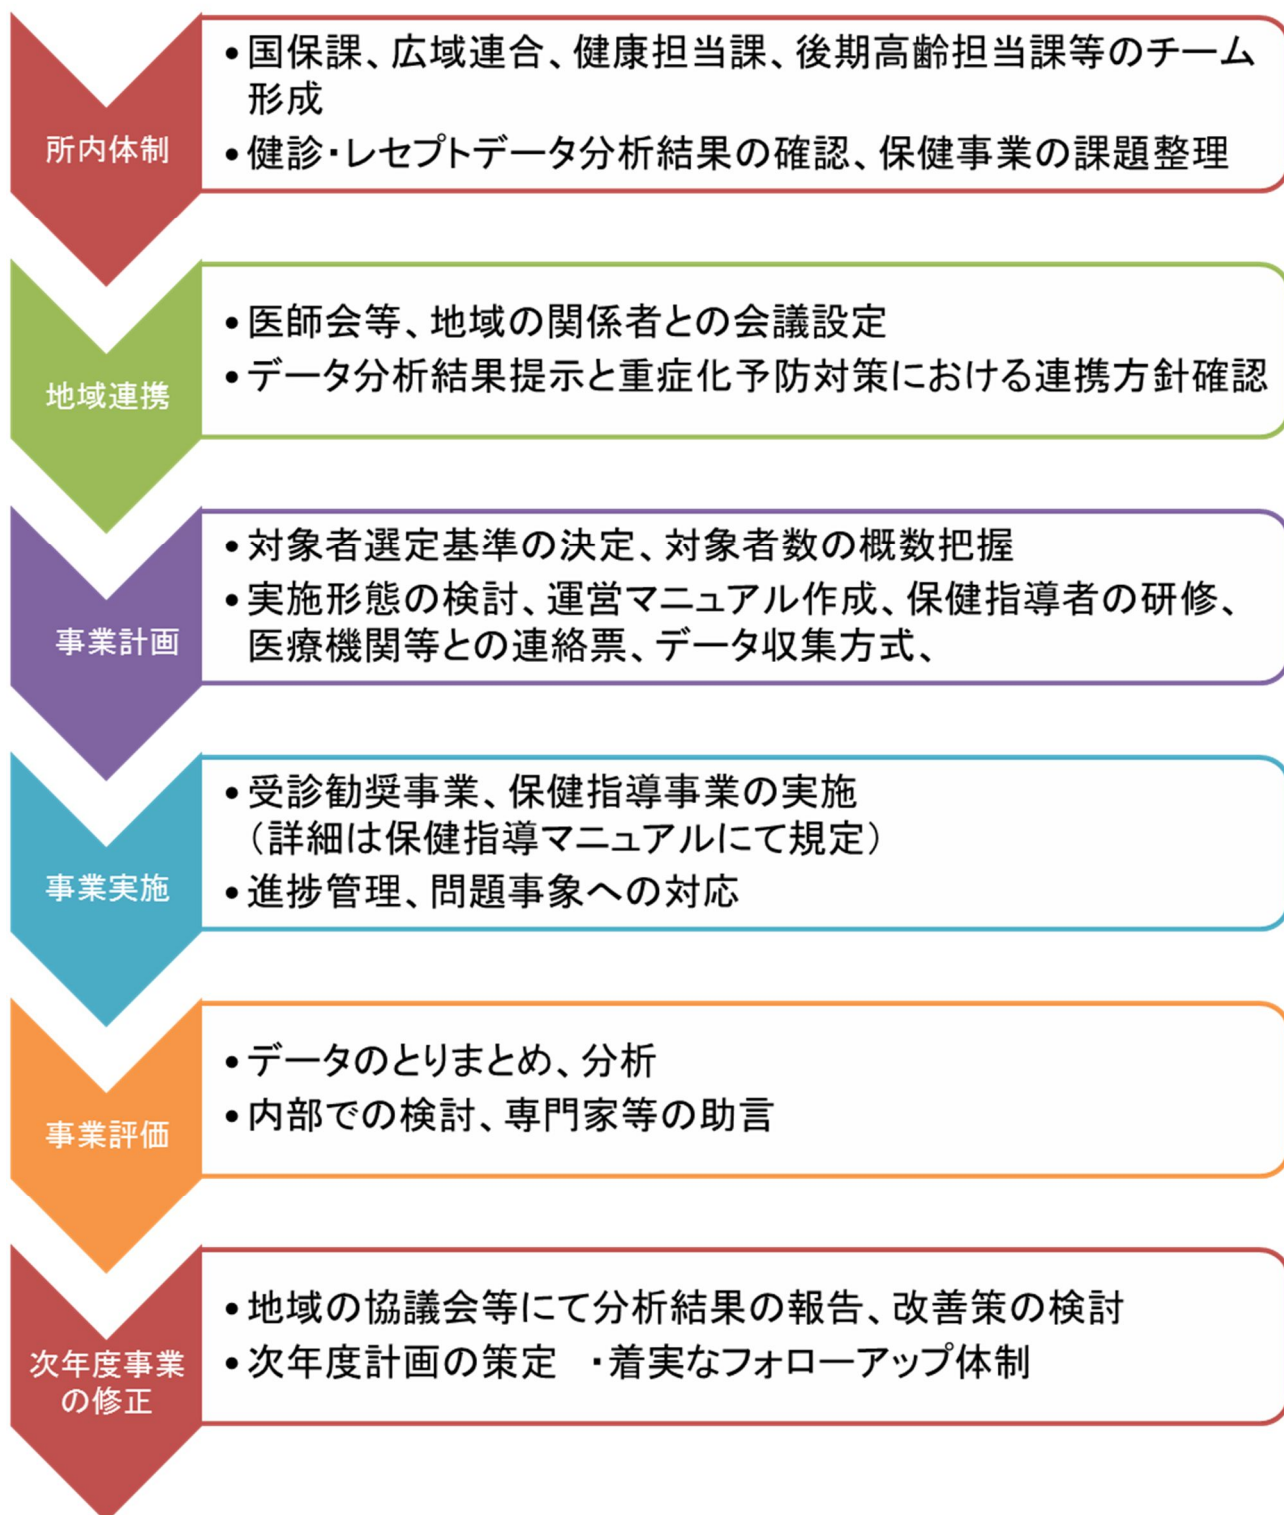 所内体制
•国保課、広域連合、健康担当課、後期高齢担当課等のチーム
形成
•健診・レセプトデータ分析結果の確認、保健事業の課題整理
地域連携
•医師会等、地域の関係者との会議設定
•データ分析結果提示と重症化予防対策における連携方針確認
事業計画
•対象者選定基準の決定、対象者数の概数把握
•実施形態の検討、運営マニュアル作成、保健指導者の研修、
医療機関等との連絡票、データ収集方式、
事業実施
•受診勧奨事業、保健指導事業の実施
（詳細は保健指導マニュアルにて規定）
•進捗管理、問題事象への対応
事業評価
•データのとりまとめ、分析
•内部での検討、専門家等の助言
次年度事業
の修正
•地域の協議会等にて分析結果の報告、改善策の検討
•次年度計画の策定　・着実なフォローアップ体制